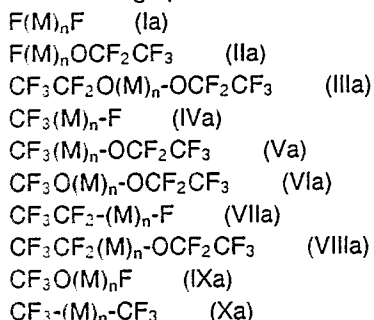 F(M)ₙF (Ia)
F(M)ₙOCF₂CF₃ (IIa)
CF₃CF₂O(M)ₙ-OCF₂CF₃ (IIIa)
CF₃(M)ₙ-F (IVa)
CF₃(M)ₙ-OCF₂CF₃ (Va)
CF₃O(M)ₙ-OCF₂CF₃ (VIa)
CF₃CF₂-(M)ₙ-F (VIIa)
CF₃CF₂(M)ₙ-OCF₂CF₃ (VIIIa)
CF₃O(M)ₙF (IXa)
CF₃-(M)ₙ-CF₃ (Xa)